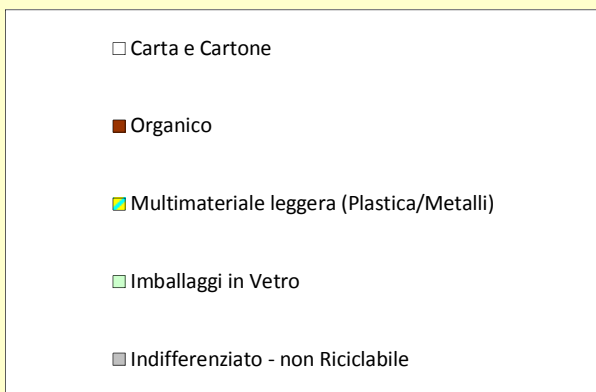 Carta e Cartone
Organico
Multimateriale leggera (Plastica/Metalli)
Imballaggi in Vetro
Indifferenziato - non Riciclabile